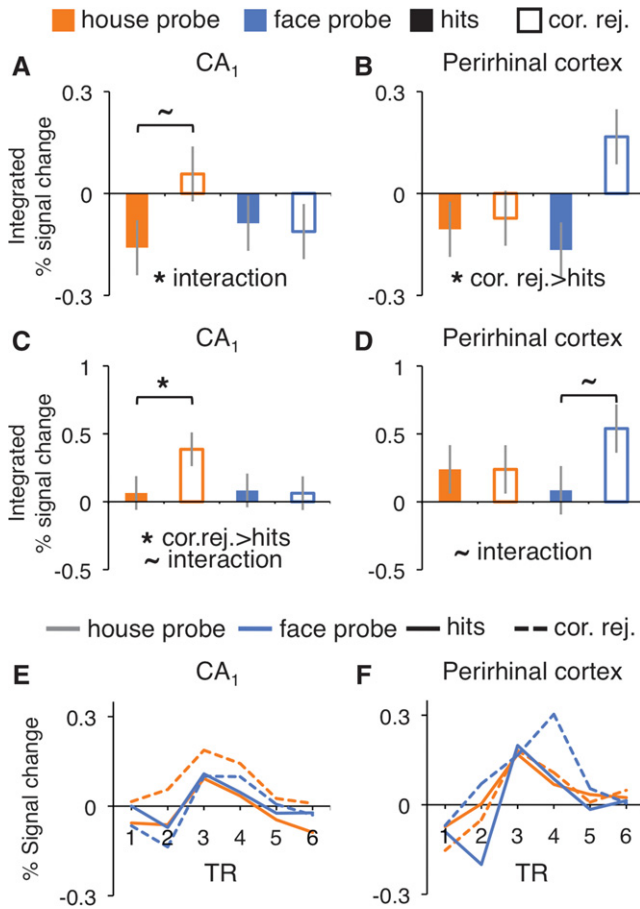 house probe face probe hits cor. rej.
A CA1 B Perirhinal cortex
Integrated
% signal change
0.3
0
-0.3
~
* interaction
0.3
0
-0.3
* cor. rej.>hits
C CA1 D Perirhinal cortex
Integrated
% signal change
1
0.5
0
-0.5
*
* cor.rej.>hits
~ interaction
1
0.5
0
-0.5
~
~ interaction
house probe face probe hits cor. rej.
E CA1 F Perirhinal cortex
% Signal change
0.3
0
-0.3
1 2 3 4 5 6
TR
0.3
0
-0.3
1 2 3 4 5 6
TR